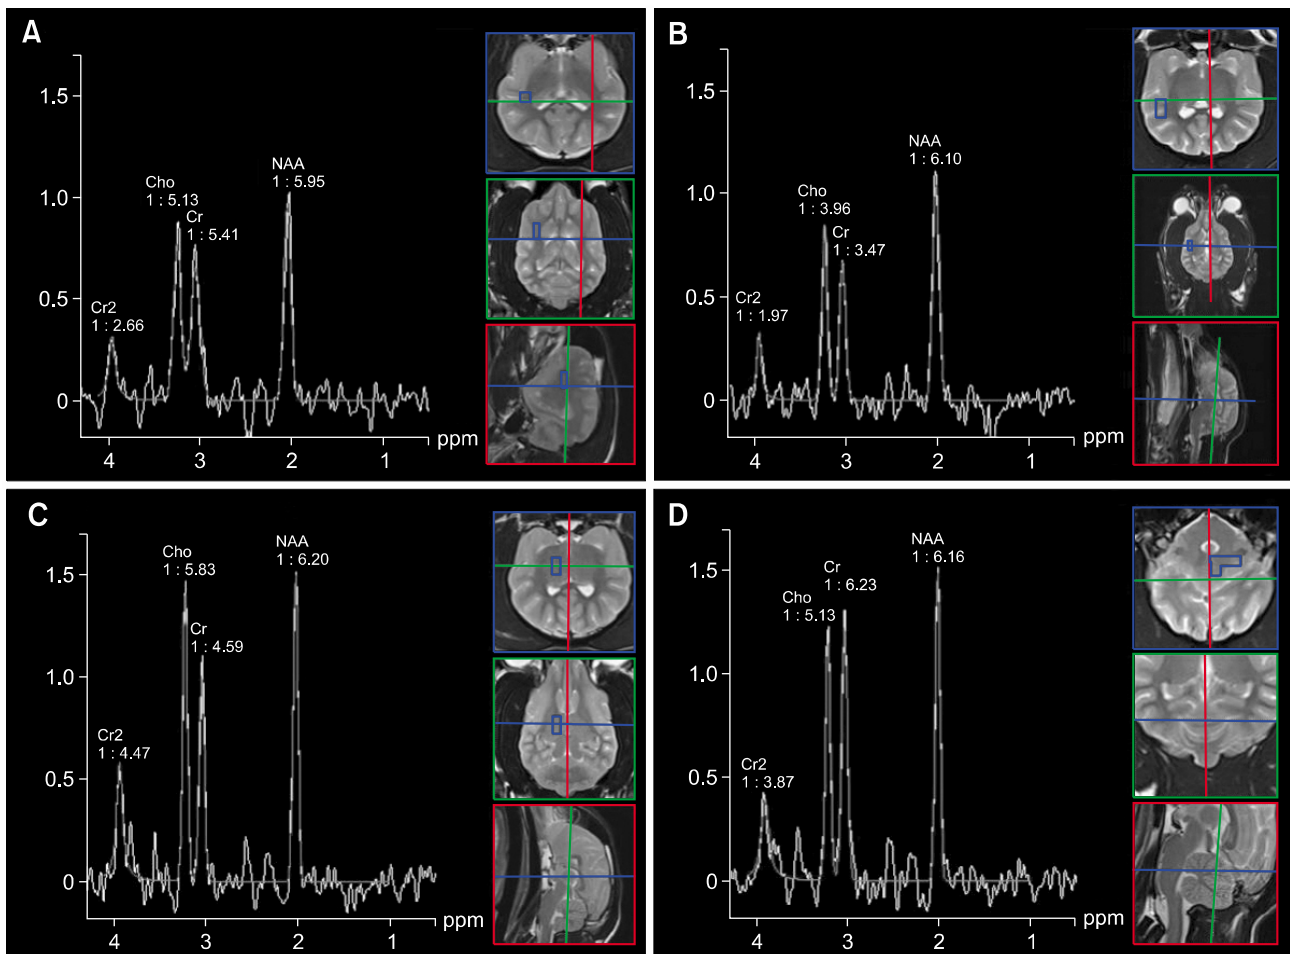 A
1.5
1.0
0.5
0
Cr2
1 : 2.66
Cho
1 : 5.13
Cr
1 : 5.41
NAA
1 : 5.95
4
3
2
1
ppm
B
1.5
1.0
0.5
0
Cr2
1 : 1.97
Cho
1 : 3.96
Cr
1 : 3.47
NAA
1 : 6.10
4
3
2
1
ppm
C
1.5
1.0
0.5
0
Cr2
1 : 4.47
Cho
1 : 5.83
Cr
1 : 4.59
NAA
1 : 6.20
4
3
2
1
ppm
D
1.5
1.0
0.5
0
Cr2
1 : 3.87
Cho
1 : 5.13
Cr
1 : 6.23
NAA
1 : 6.16
4
3
2
1
ppm